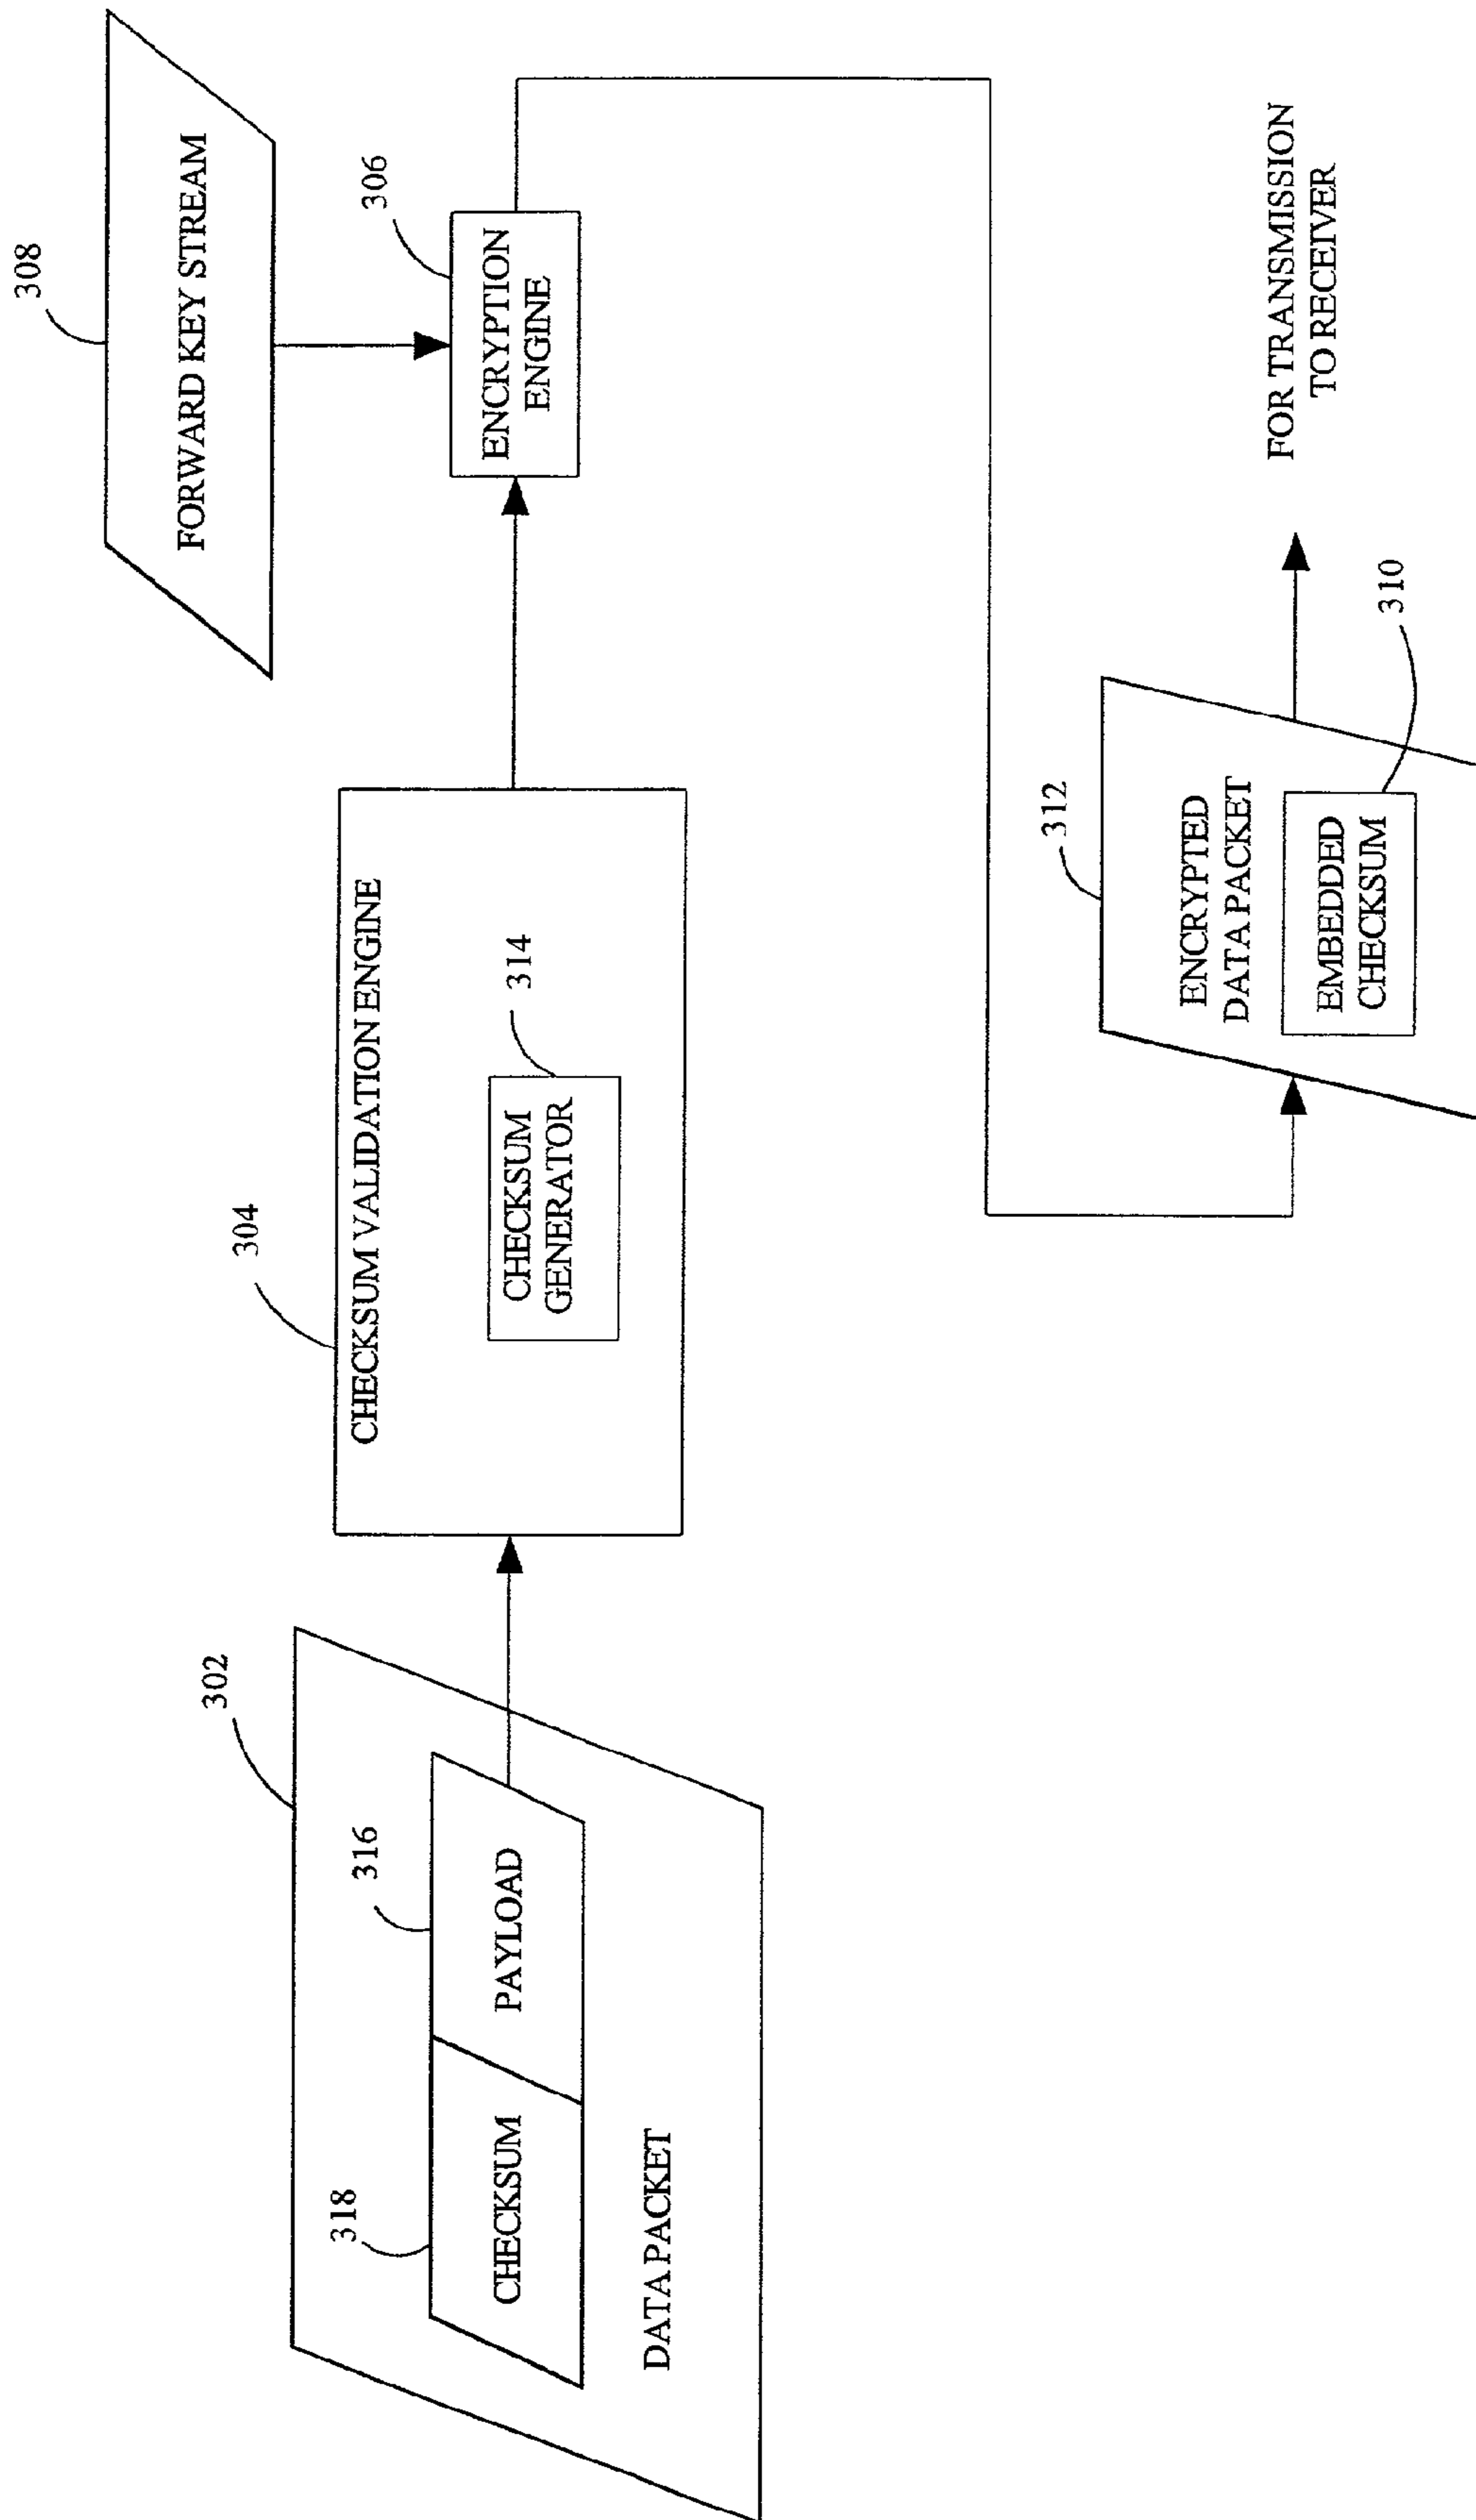 308
FORWARD KEY STREAM
306
ENCRYPTION
ENGINE
304
CHECKSUM VALIDATION ENGINE
314
CHECKSUM
GENERATOR
302
318
316
CHECKSUM
PAYLOAD
DATA PACKET
312
ENCRYPTED
DATA PACKET
EMBEDDED
CHECKSUM
310
FOR TRANSMISSION
TO RECEIVER